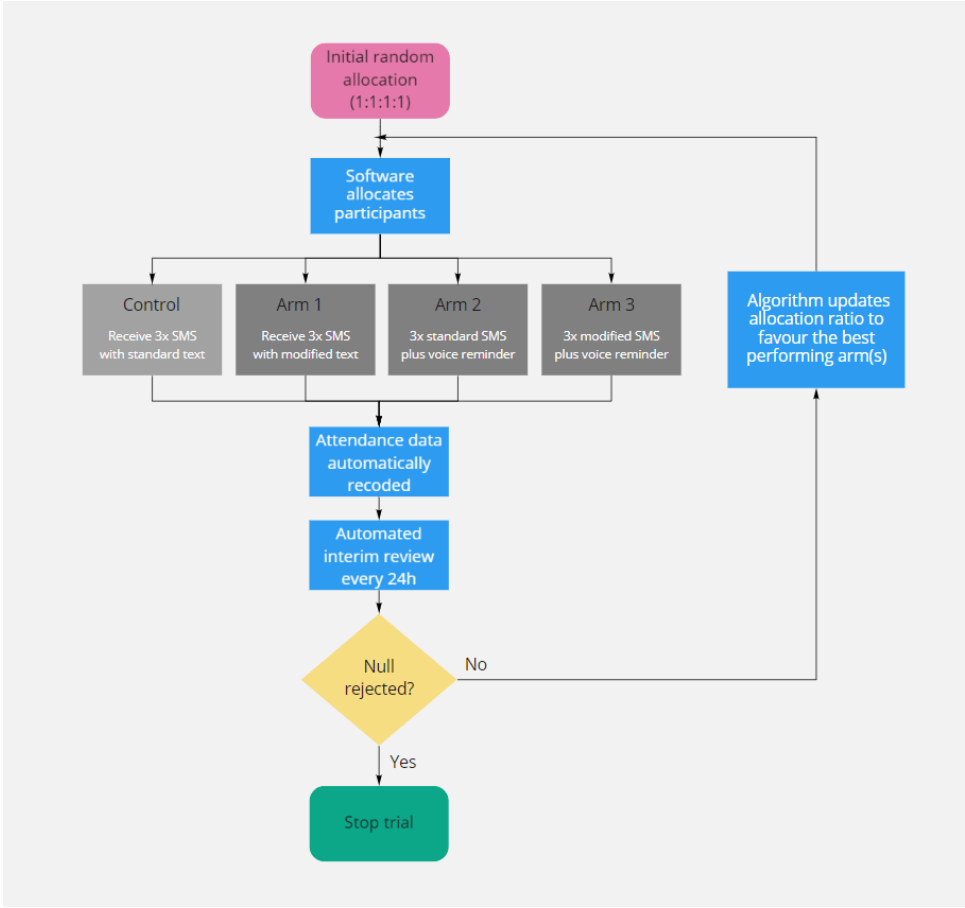 Initial random
allocation
(1:1:1:1)
Software
allocates
participants
Control
Receive 3x SMS
with standard text
Arm 1
Receive 3x SMS
with modified text
Arm 2
3x standard SMS
plus voice reminder
Arm 3
3x modified SMS
plus voice reminder
Algorithm updates
allocation ratio to
favour the best
performing arm(s)
Attendance data
automatically
recoded
Automated
interim review
every 24h
Null
rejected?
No
Yes
Stop trial